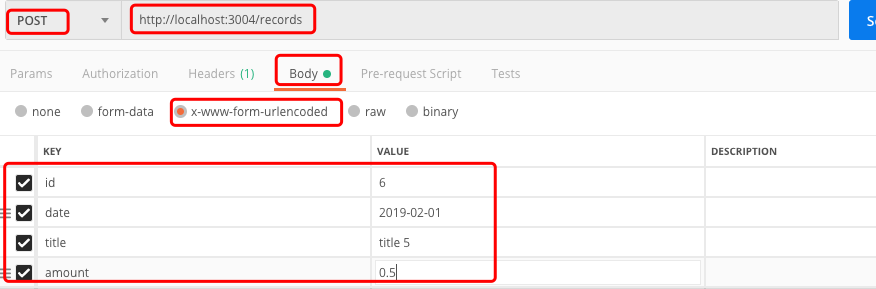 POST http://localhost:3004/records S
Params Authorization Headers (1) Body Pre-request Script Tests
none form-data x-www-form-urlencoded raw binary
KEY VALUE DESCRIPTION
id 6
date 2019-02-01
title title 5
amount 0.5